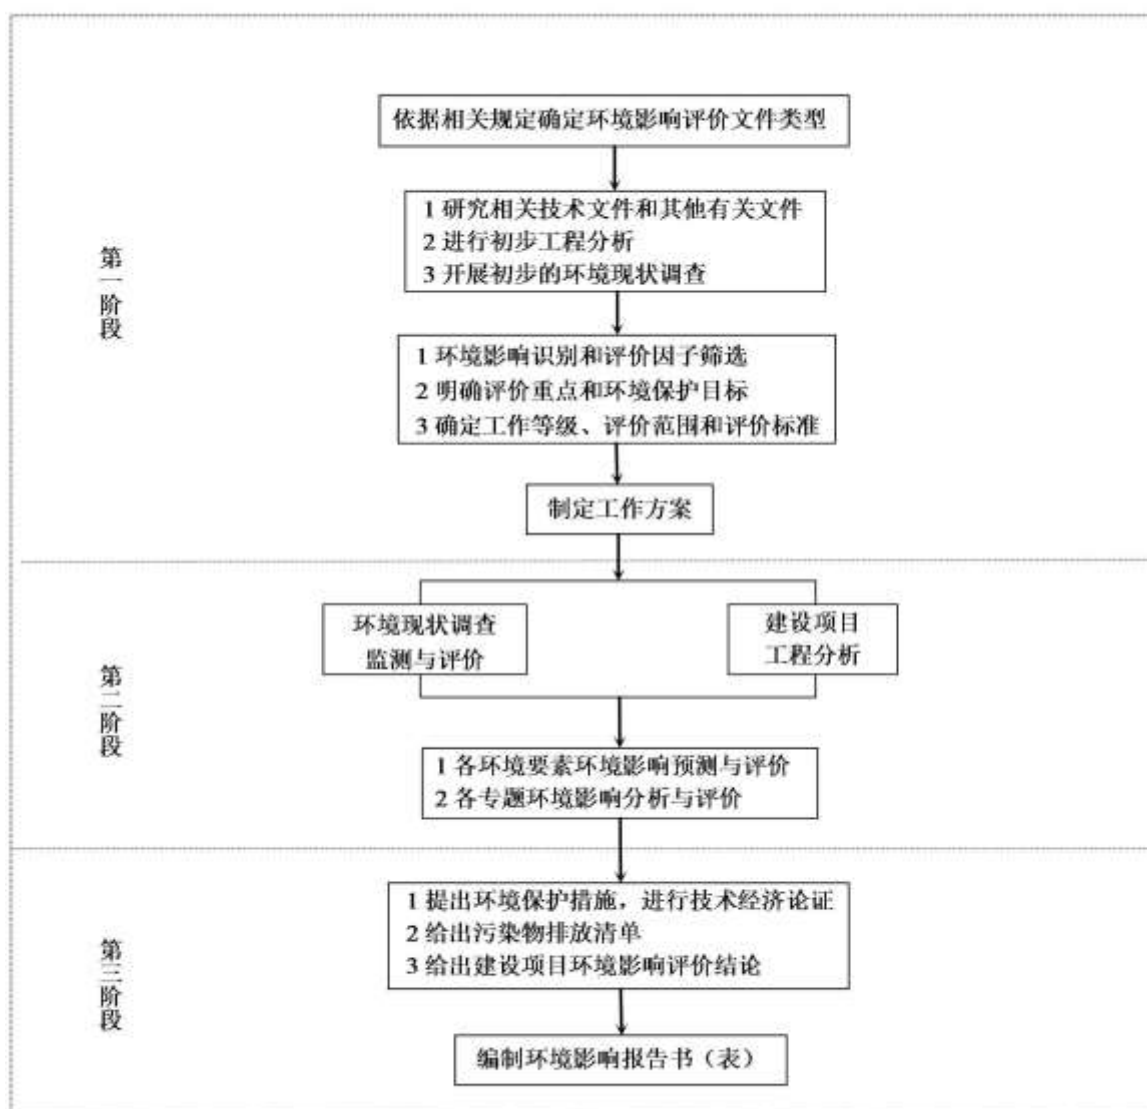 依据相关规定确定环境影响评价文件类型
1 研究相关技术文件和其他有关文件
2 进行初步工程分析
3 开展初步的环境现状调查
第一阶段
1 环境影响识别和评价因子筛选
2 明确评价重点和环境保护目标
3 确定工作等级、评价范围和评价标准
制定工作方案
环境现状调查
监测与评价
建设项目
工程分析
第二阶段
1 各环境要素环境影响预测与评价
2 各专题环境影响分析与评价
1 提出环境保护措施，进行技术经济论证
2 给出污染物排放清单
3 给出建设项目环境影响评价结论
第三阶段
编制环境影响报告书（表）